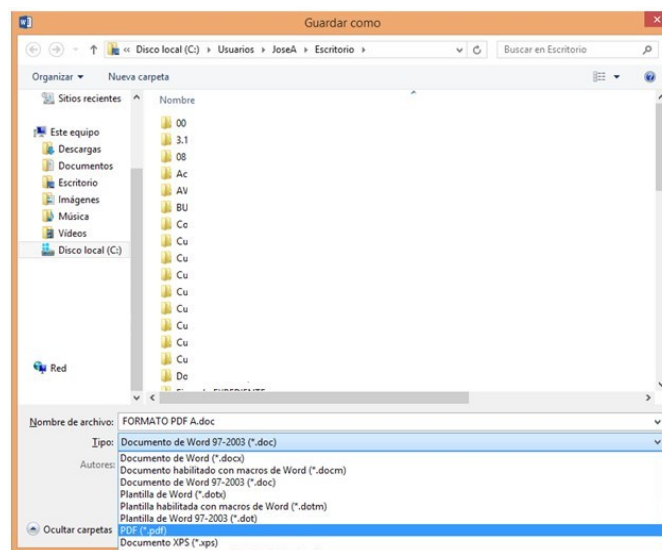 Guardar como
« Disco local (C:) ▸ Usuarios ▸ JoseA ▸ Escritorio ▸
Buscar en Escritorio
Organizar ▾ Nueva carpeta
Sitios recientes
Este equipo
Descargas
Documentos
Escritorio
Imágenes
Música
Vídeos
Disco local (C:)
Red
Nombre
00
3.1
08
Ac
AV
BU
Co
Cu
Cu
Cu
Cu
Cu
Cu
Cu
Cu
Do
Nombre de archivo: FORMATO PDF A.doc
Tipo: Documento de Word 97-2003 (*.doc)
Autores:
Documento de Word (*.docx)
Documento habilitado con macros de Word (*.docm)
Documento de Word 97-2003 (*.doc)
Plantilla de Word (*.dotx)
Plantilla habilitada con macros de Word (*.dotm)
Plantilla de Word 97-2003 (*.dot)
Ocultar carpetas
PDF (*.pdf)
Documento XPS (*.xps)